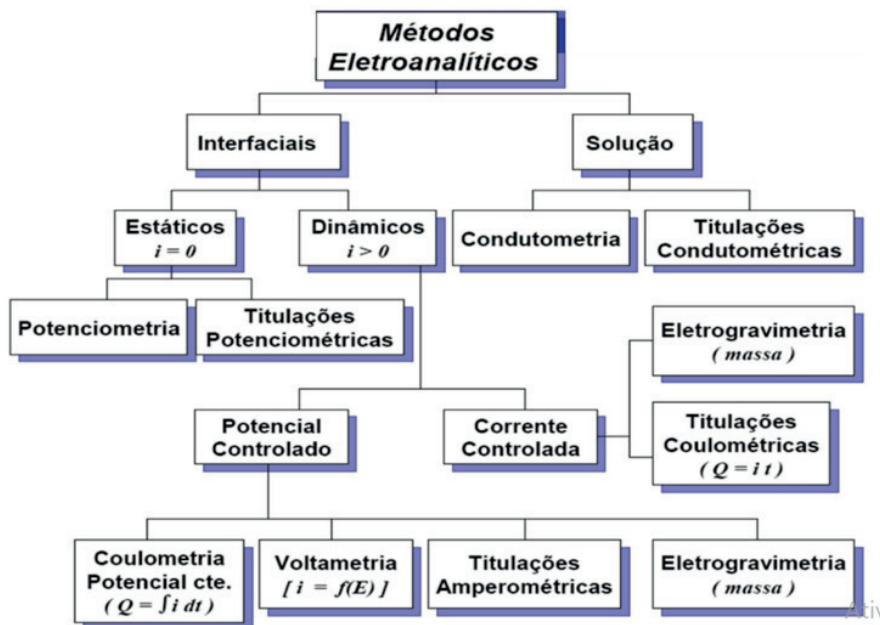 Métodos
Eletroanalíticos
Interfaciais
Solução
Estáticos
i = 0
Dinâmicos
i > 0
Condutometria
Titulações
Condutométricas
Potenciometria
Titulações
Potenciométricas
Eletrogravimetria
( massa )
Potencial
Controlado
Corrente
Controlada
Titulações
Coulométricas
( Q = i t )
Coulometria
Potencial cte.
( Q = ∫ i dt )
Voltametria
[ i = f(E) ]
Titulações
Amperométricas
Eletrogravimetria
( massa )
Ativ